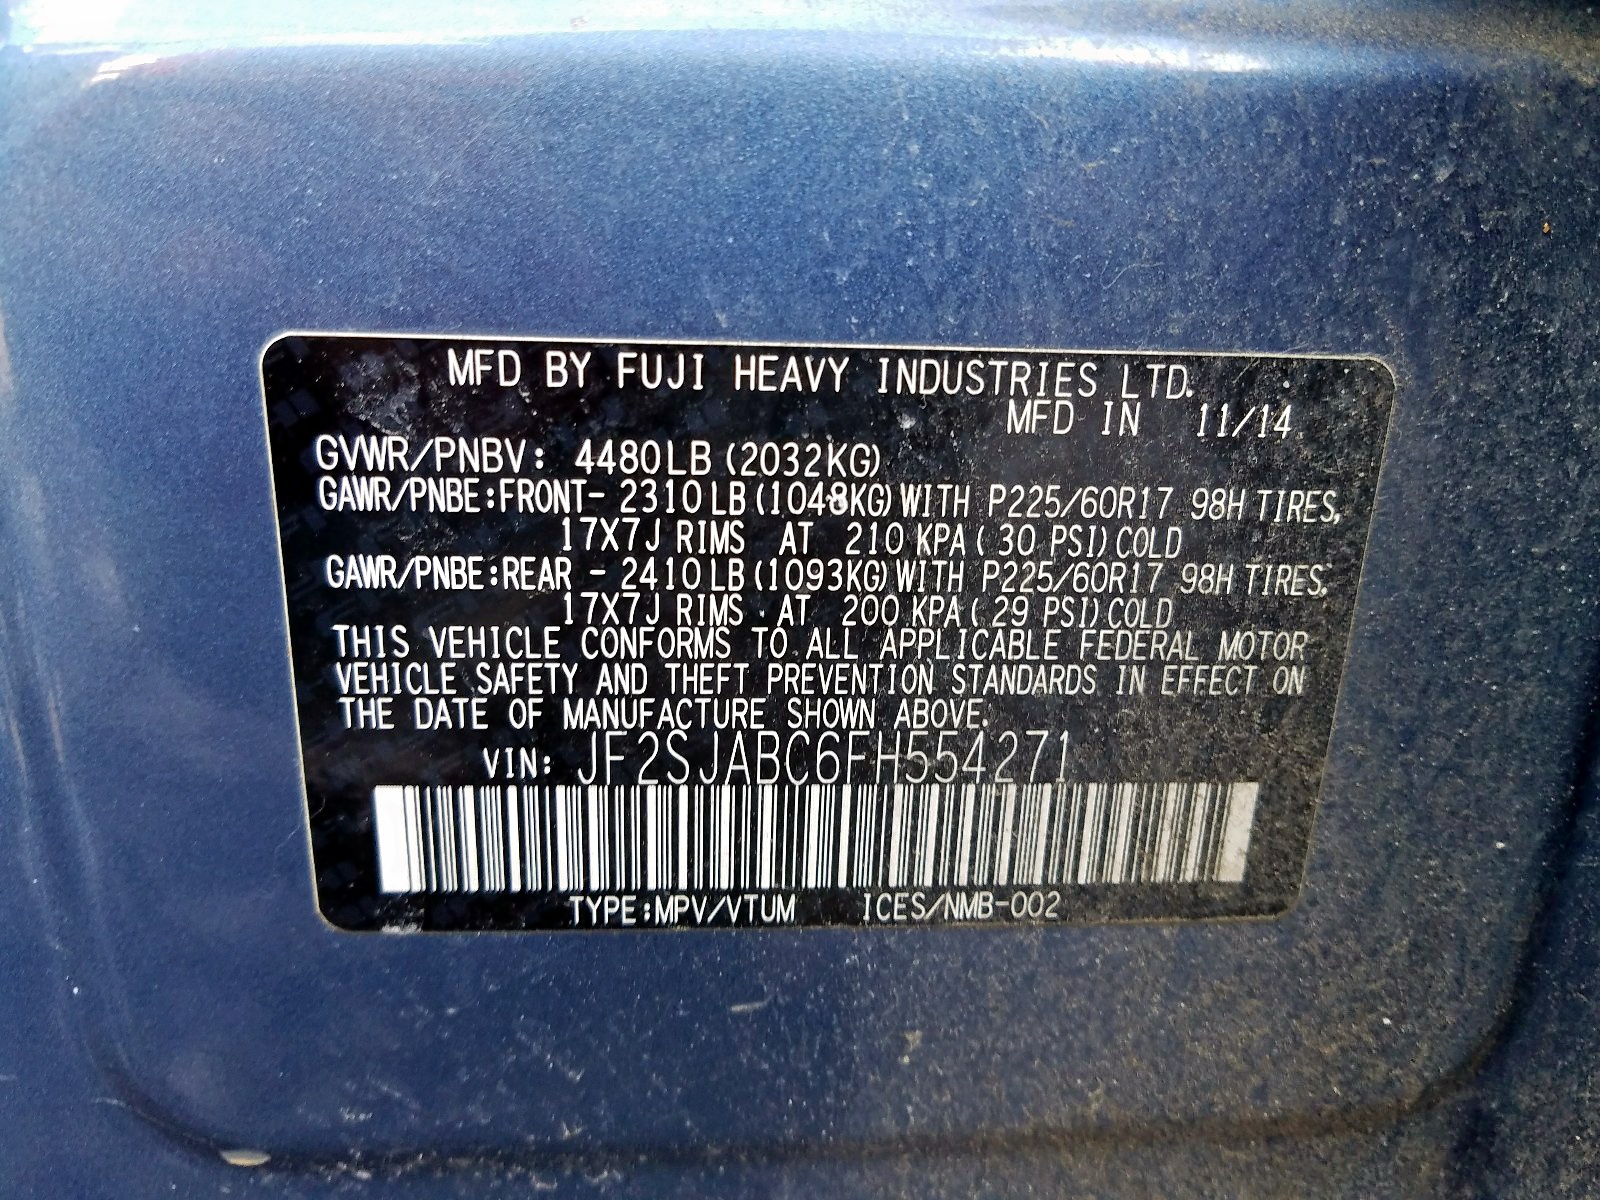 MFD BY FUJI HEAVY INDUSTRIES LTD.
MFD IN 11/14
GVWR/PNBV: 4480LB (2032KG)
GAWR/PNBE:FRONT- 2310LB (1048KG) WITH P225/60R17 98H TIRES,
17X7J RIMS AT 210 KPA ( 30 PSI) COLD
GAWR/PNBE:REAR - 2410LB (1093KG) WITH P225/60R17 98H TIRES,
17X7J RIMS AT 200 KPA ( 29 PSI) COLD
THIS VEHICLE CONFORMS TO ALL APPLICABLE FEDERAL MOTOR
VEHICLE SAFETY AND THEFT PREVENTION STANDARDS IN EFFECT ON
THE DATE OF MANUFACTURE SHOWN ABOVE.
VIN: JF2SJABC6FH554271
TYPE:MPV/VTUM ICES/NMB-002